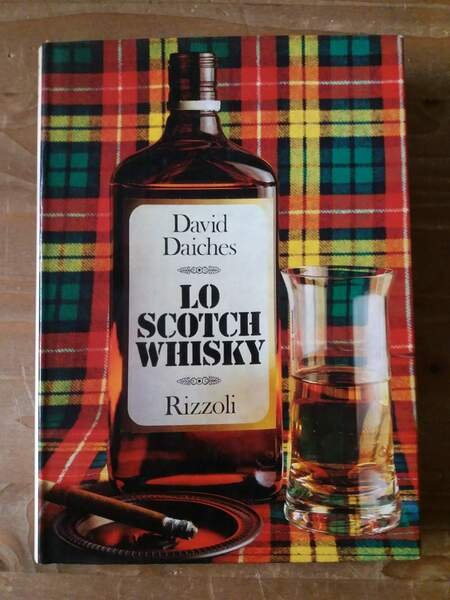 David
Daiches
LO
SCOTCH
WHISKY
Rizzoli